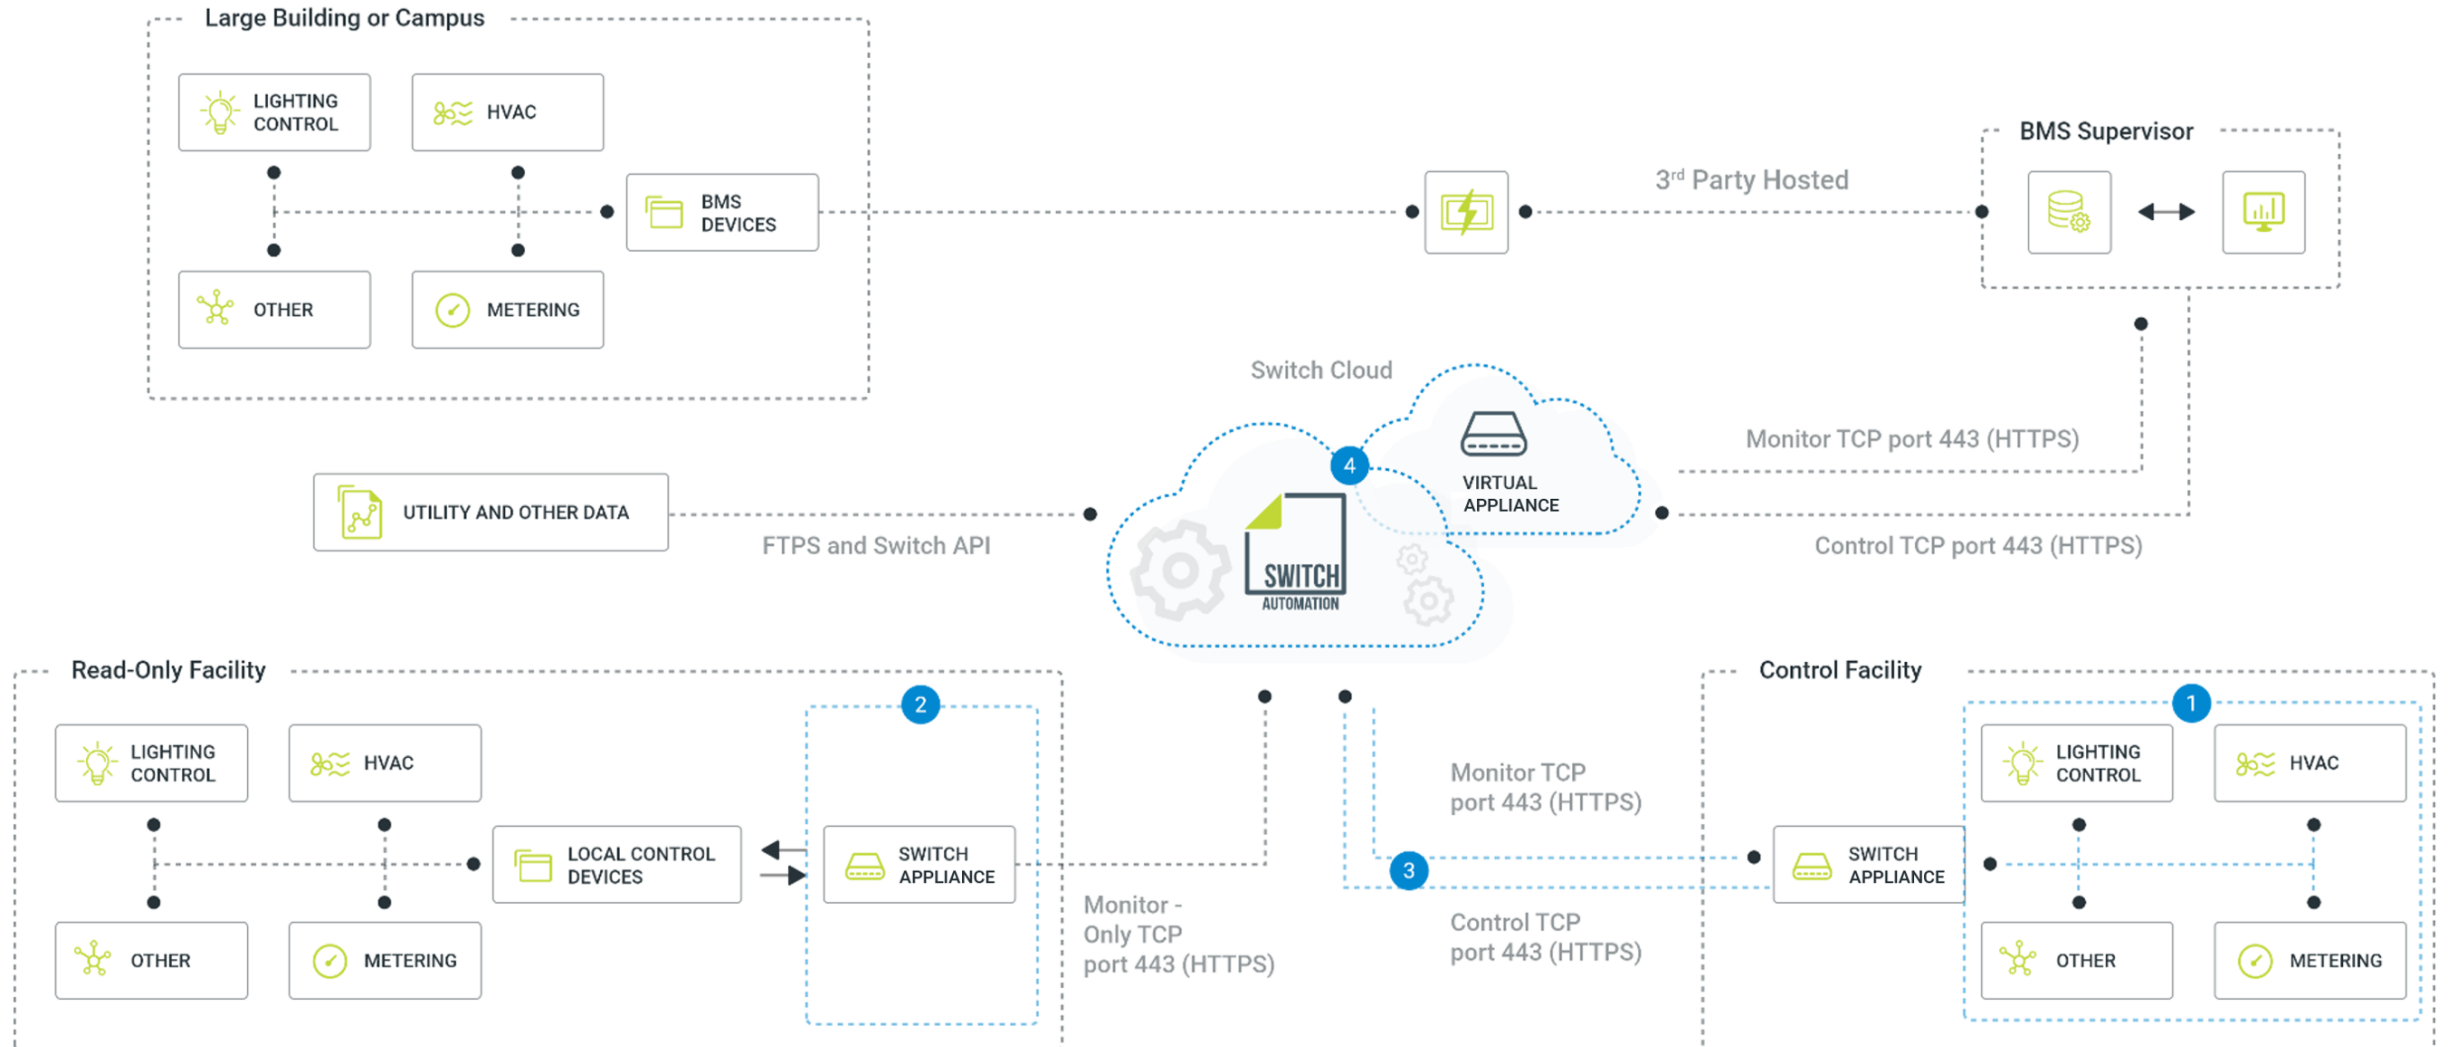 Large Building or Campus
LIGHTING
CONTROL
HVAC
BMS
DEVICES
OTHER
METERING
3rd Party Hosted
BMS Supervisor
Switch Cloud
4
VIRTUAL
APPLIANCE
SWITCH
AUTOMATION
Monitor TCP port 443 (HTTPS)
Control TCP port 443 (HTTPS)
UTILITY AND OTHER DATA
FTPS and Switch API
Read-Only Facility
LIGHTING
CONTROL
HVAC
LOCAL CONTROL
DEVICES
OTHER
METERING
2
SWITCH
APPLIANCE
Monitor -
Only TCP
port 443 (HTTPS)
Monitor TCP
port 443 (HTTPS)
3
Control TCP
port 443 (HTTPS)
Control Facility
1
SWITCH
APPLIANCE
LIGHTING
CONTROL
HVAC
OTHER
METERING